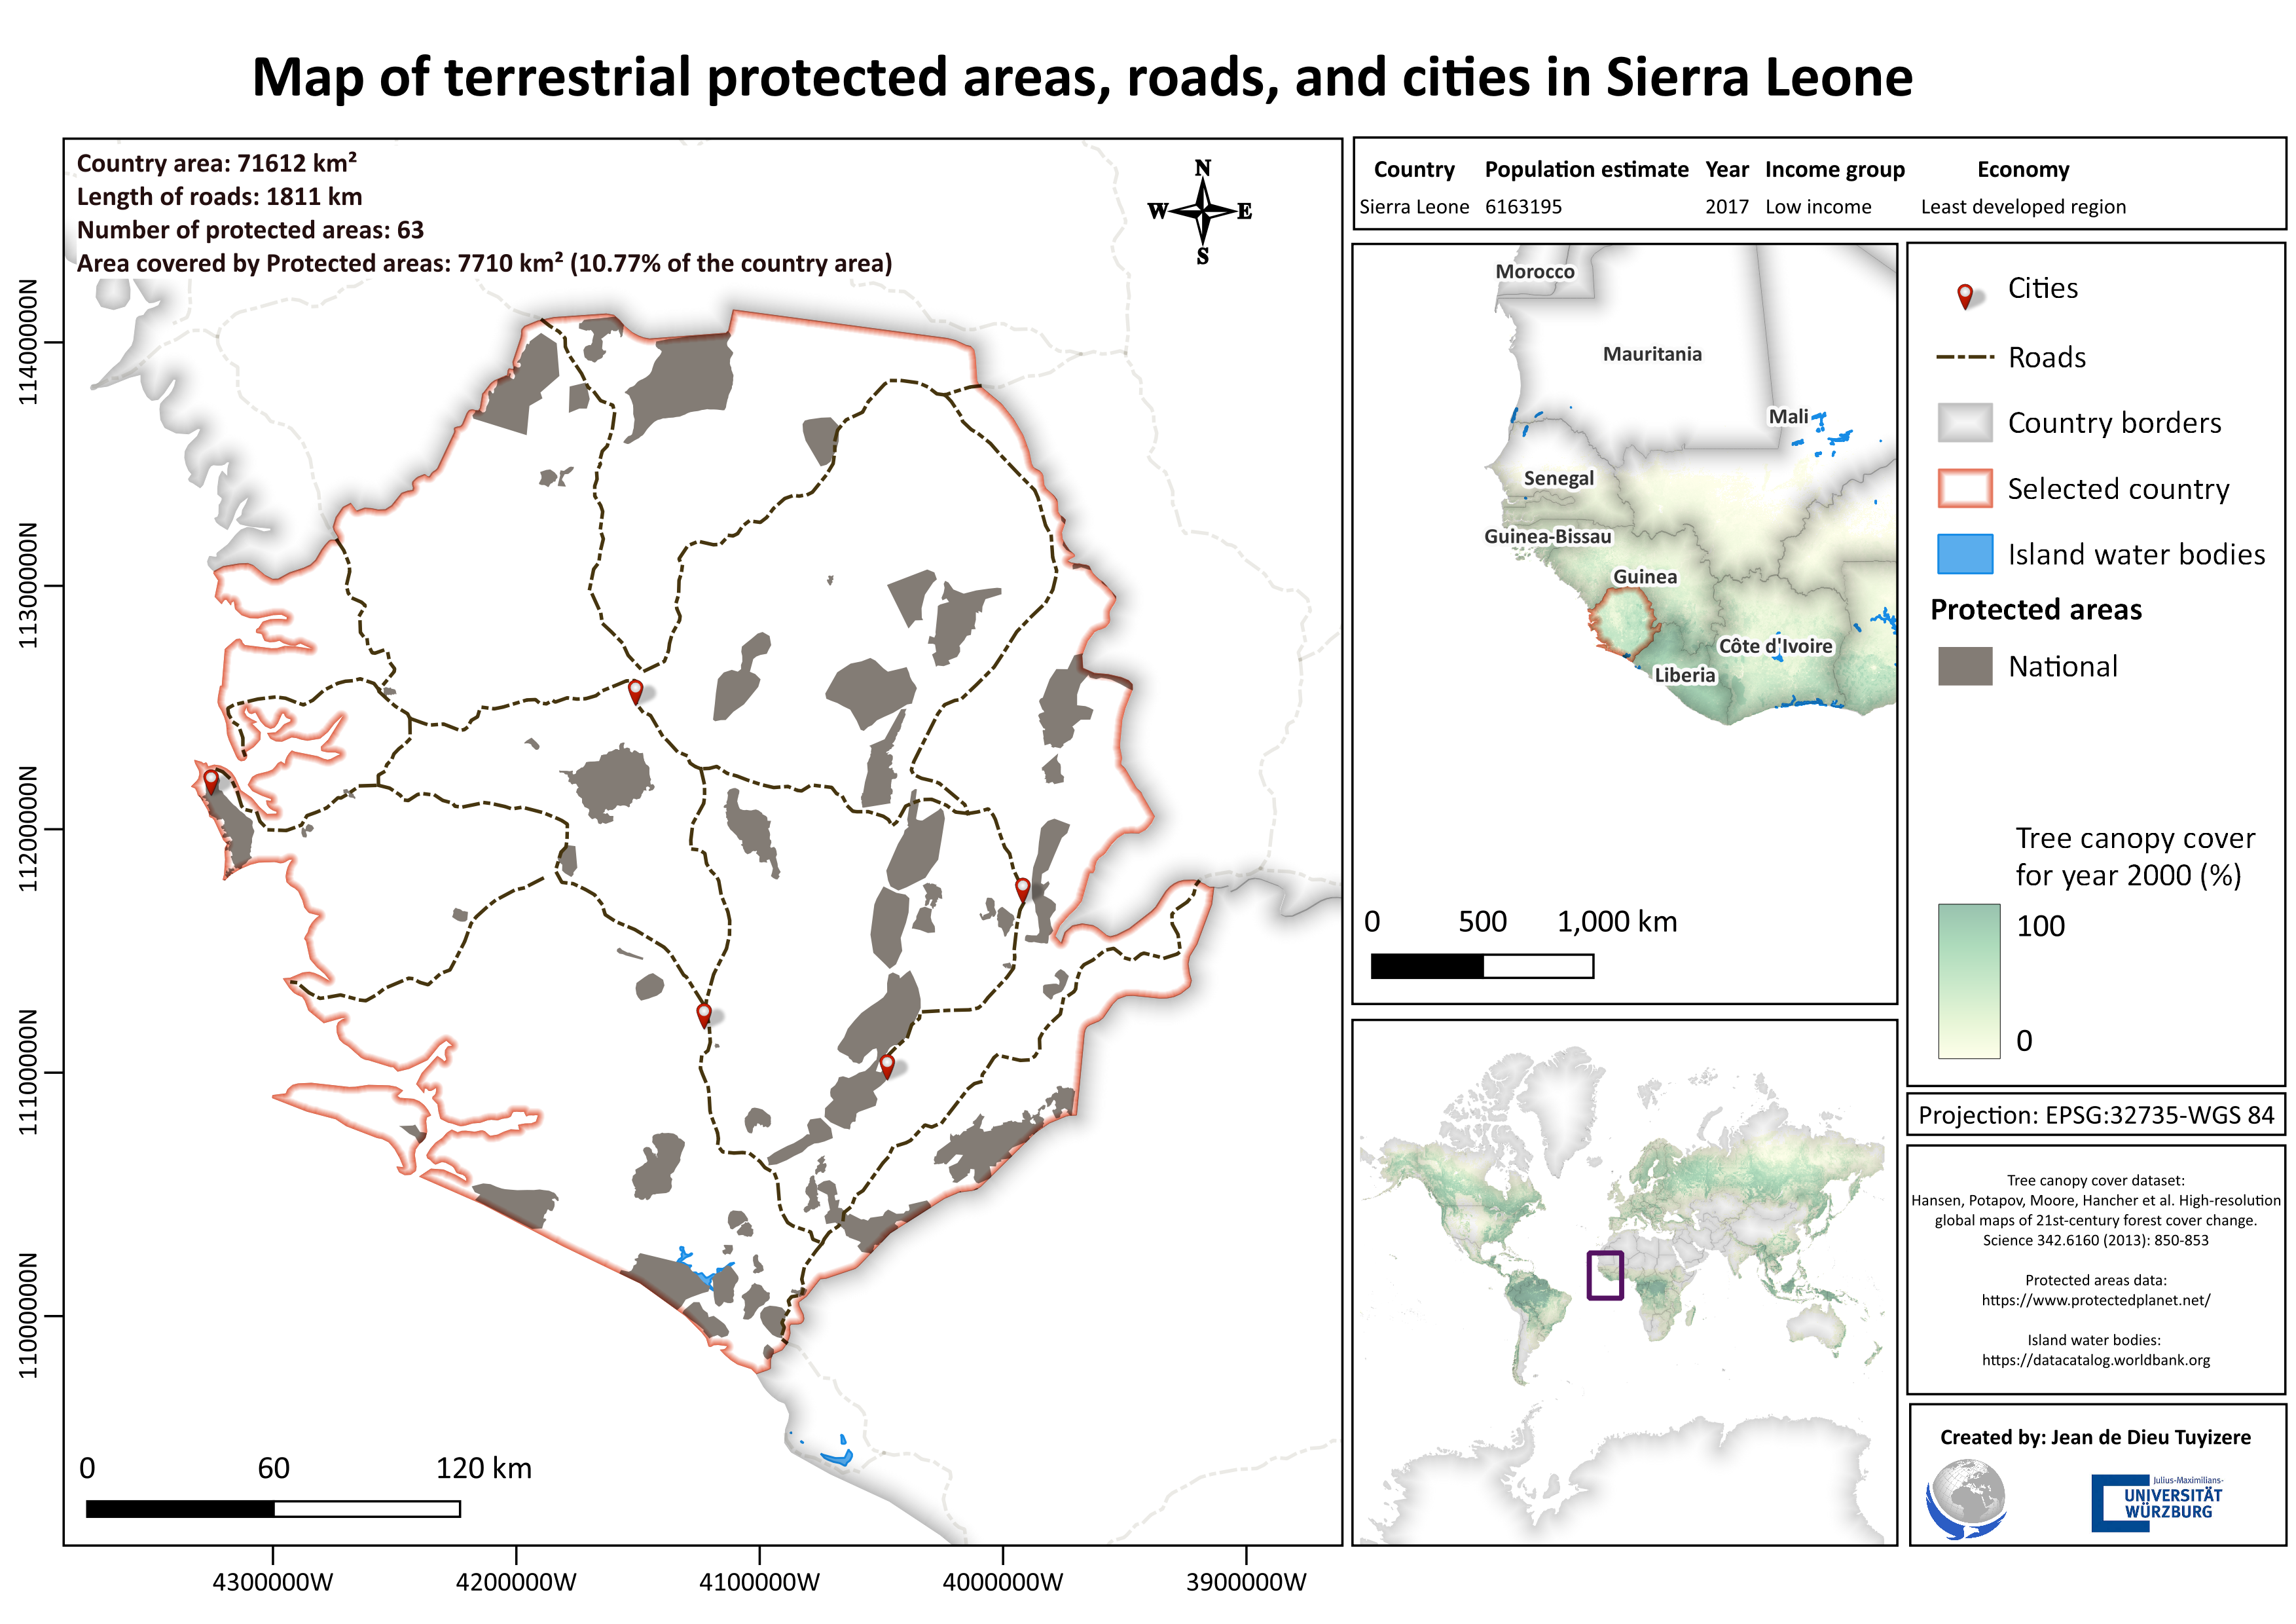 Map of terrestrial protected areas, roads, and cities in Sierra Leone
Country area: 71612 km²
Length of roads: 1811 km
Number of protected areas: 63
Area covered by Protected areas: 7710 km² (10.77% of the country area)
N
W E
S
11400000N
11300000N
11200000N
11100000N
11000000N
0 60 120 km
4300000W 4200000W 4100000W 4000000W 3900000W
Country Population estimate Year Income group Economy
Sierra Leone 6163195 2017 Low income Least developed region
Morocco
Mauritania
Mali
Senegal
Guinea-Bissau
Guinea
Côte d'Ivoire
Liberia
0 500 1,000 km
Cities
Roads
Country borders
Selected country
Island water bodies
Protected areas
National
Tree canopy cover
for year 2000 (%)
100
0
Projection: EPSG:32735-WGS 84
Tree canopy cover dataset:
Hansen, Potapov, Moore, Hancher et al. High-resolution
global maps of 21st-century forest cover change.
Science 342.6160 (2013): 850-853
Protected areas data:
https://www.protectedplanet.net/
Island water bodies:
https://datacatalog.worldbank.org
Created by: Jean de Dieu Tuyizere
Julius-Maximilians-
UNIVERSITÄT
WÜRZBURG